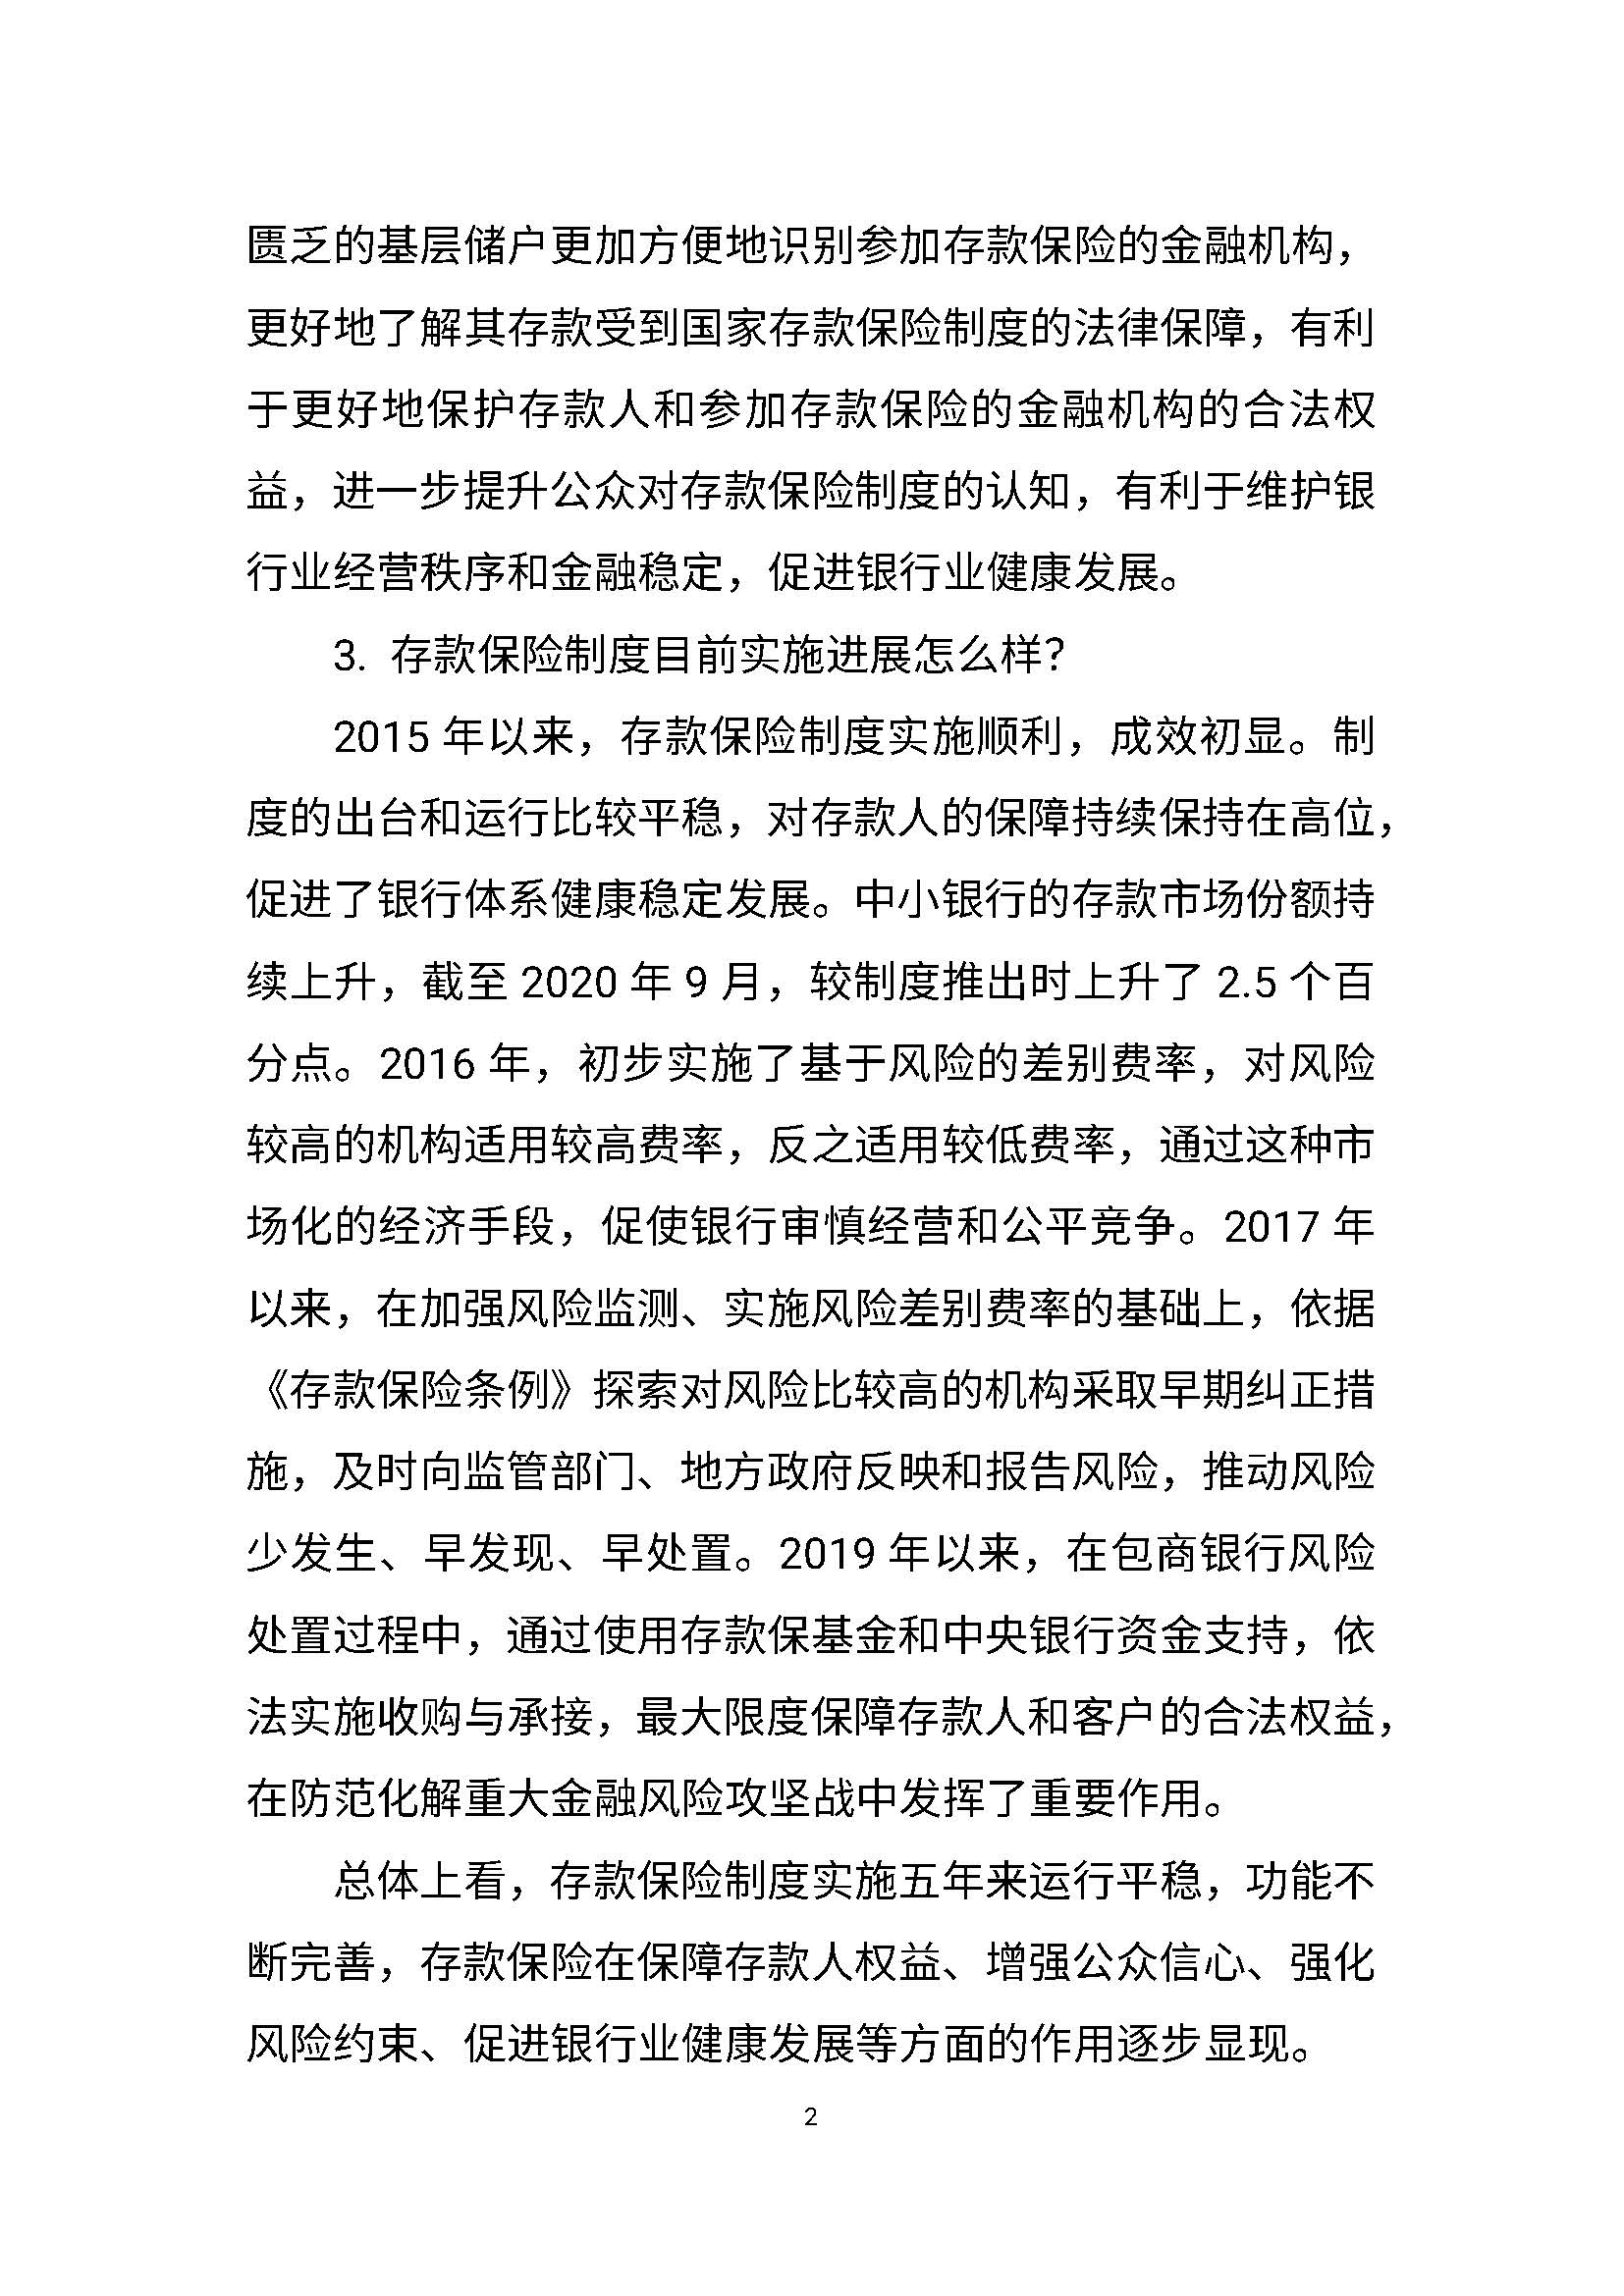 匮乏的基层储户更加方便地识别参加存款保险的金融机构，
更好地了解其存款受到国家存款保险制度的法律保障，有利
于更好地保护存款人和参加存款保险的金融机构的合法权
益，进一步提升公众对存款保险制度的认知，有利于维护银
行业经营秩序和金融稳定，促进银行业健康发展。
3. 存款保险制度目前实施进展怎么样？
2015 年以来，存款保险制度实施顺利，成效初显。制
度的出台和运行比较平稳，对存款人的保障持续保持在高位，
促进了银行体系健康稳定发展。中小银行的存款市场份额持
续上升，截至 2020 年 9 月，较制度推出时上升了 2.5 个百
分点。2016 年，初步实施了基于风险的差别费率，对风险
较高的机构适用较高费率，反之适用较低费率，通过这种市
场化的经济手段，促使银行审慎经营和公平竞争。2017 年
以来，在加强风险监测、实施风险差别费率的基础上，依据
《存款保险条例》探索对风险比较高的机构采取早期纠正措
施，及时向监管部门、地方政府反映和报告风险，推动风险
少发生、早发现、早处置。2019 年以来，在包商银行风险
处置过程中，通过使用存款保基金和中央银行资金支持，依
法实施收购与承接，最大限度保障存款人和客户的合法权益，
在防范化解重大金融风险攻坚战中发挥了重要作用。
总体上看，存款保险制度实施五年来运行平稳，功能不
断完善，存款保险在保障存款人权益、增强公众信心、强化
风险约束、促进银行业健康发展等方面的作用逐步显现。
2